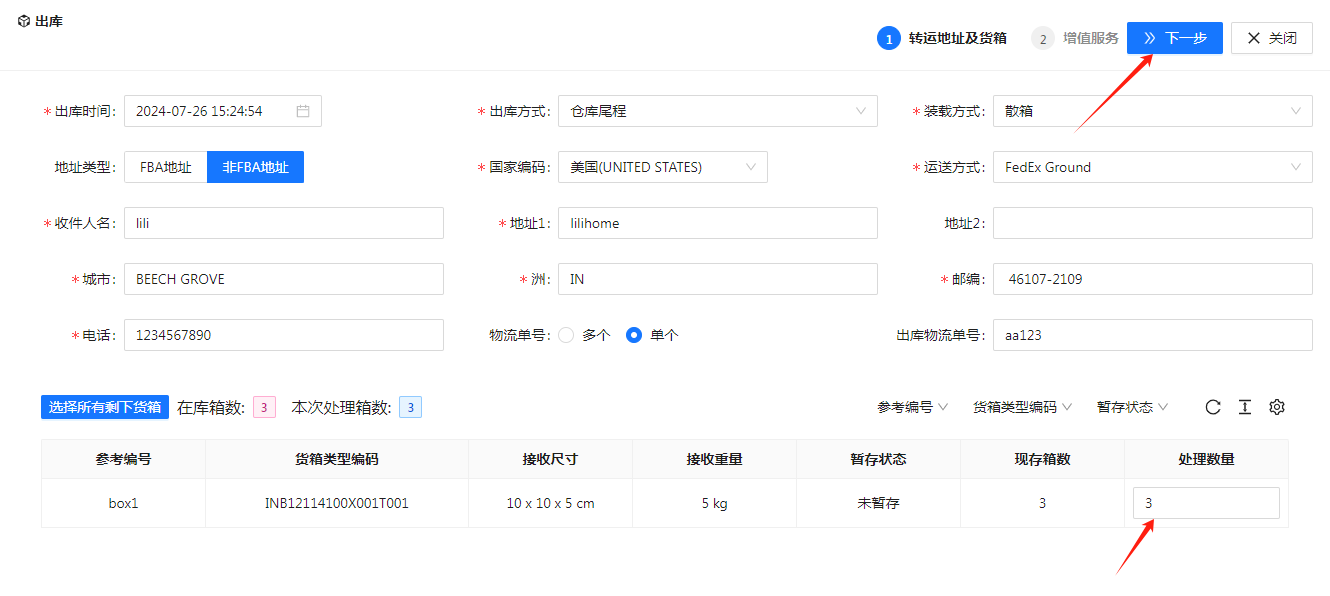 出库
1 转运地址及货箱 2 增值服务 下一步 关闭
* 出库时间: 2024-07-26 15:24:54 * 出库方式: 仓库尾程 * 装载方式: 散箱
地址类型: FBA地址 非FBA地址 * 国家编码: 美国(UNITED STATES) * 运送方式: FedEx Ground
* 收件人名: lili * 地址1: lilihome 地址2:
* 城市: BEECH GROVE * 洲: IN * 邮编: 46107-2109
* 电话: 1234567890 物流单号: 多个 单个 出库物流单号: aa123
选择所有剩下货箱 在库箱数: 3 本次处理箱数: 3 参考编号 货箱类型编码 暂存状态
参考编号 货箱类型编码 接收尺寸 接收重量 暂存状态 现存箱数 处理数量
box1 INB12114100X001T001 10 x 10 x 5 cm 5 kg 未暂存 3 3